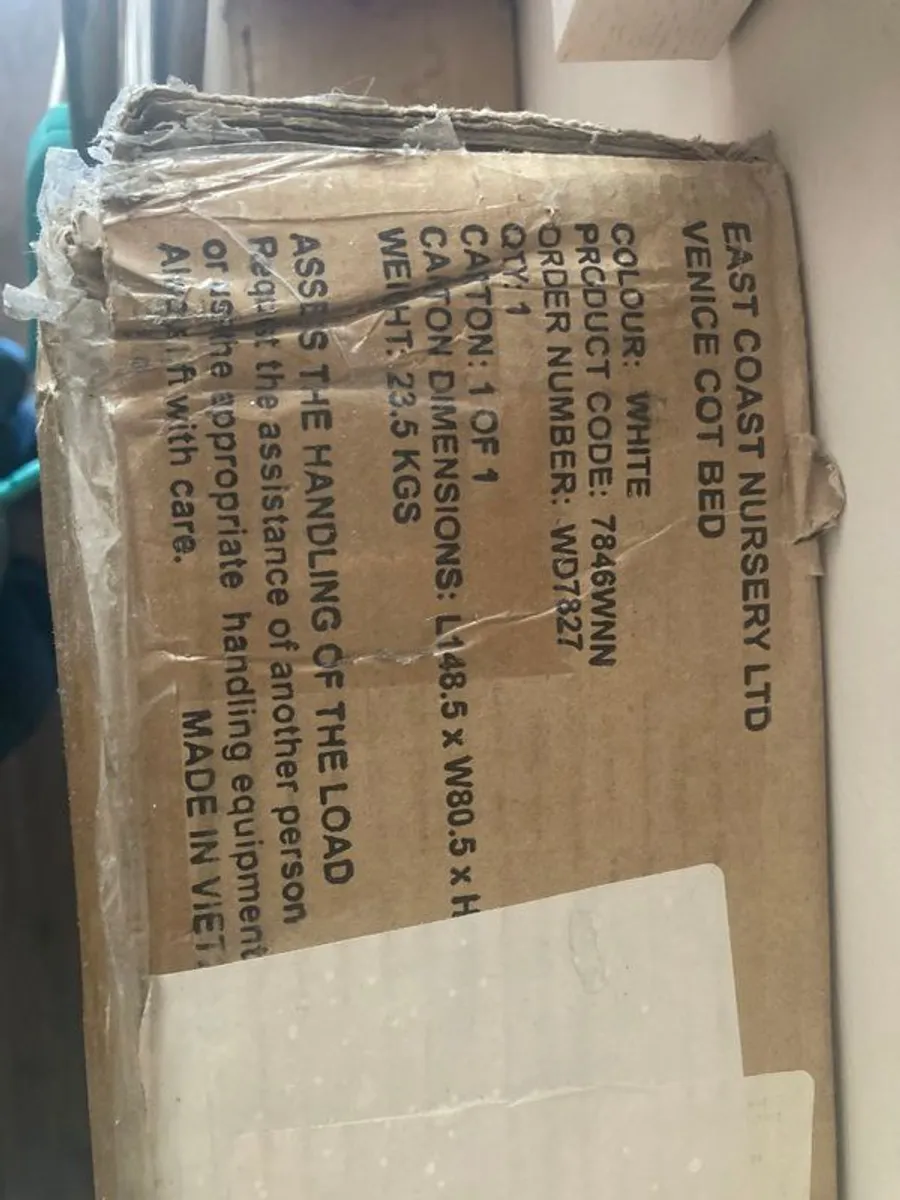 EAST COAST NURSERY LTD
VENICE COT BED
COLOUR: WHITE
PRODUCT CODE: 7846WNN
ORDER NUMBER: WD7827
QTY: 1
CARTON: 1 OF 1
CARTON DIMENSIONS: L148.5 x W80.5 x H
WEIGHT: 23.5 KGS
ASSESS THE HANDLING OF THE LOAD
Request the assistance of another person
or use the appropriate handling equipment
Always lift with care.
MADE IN VIET